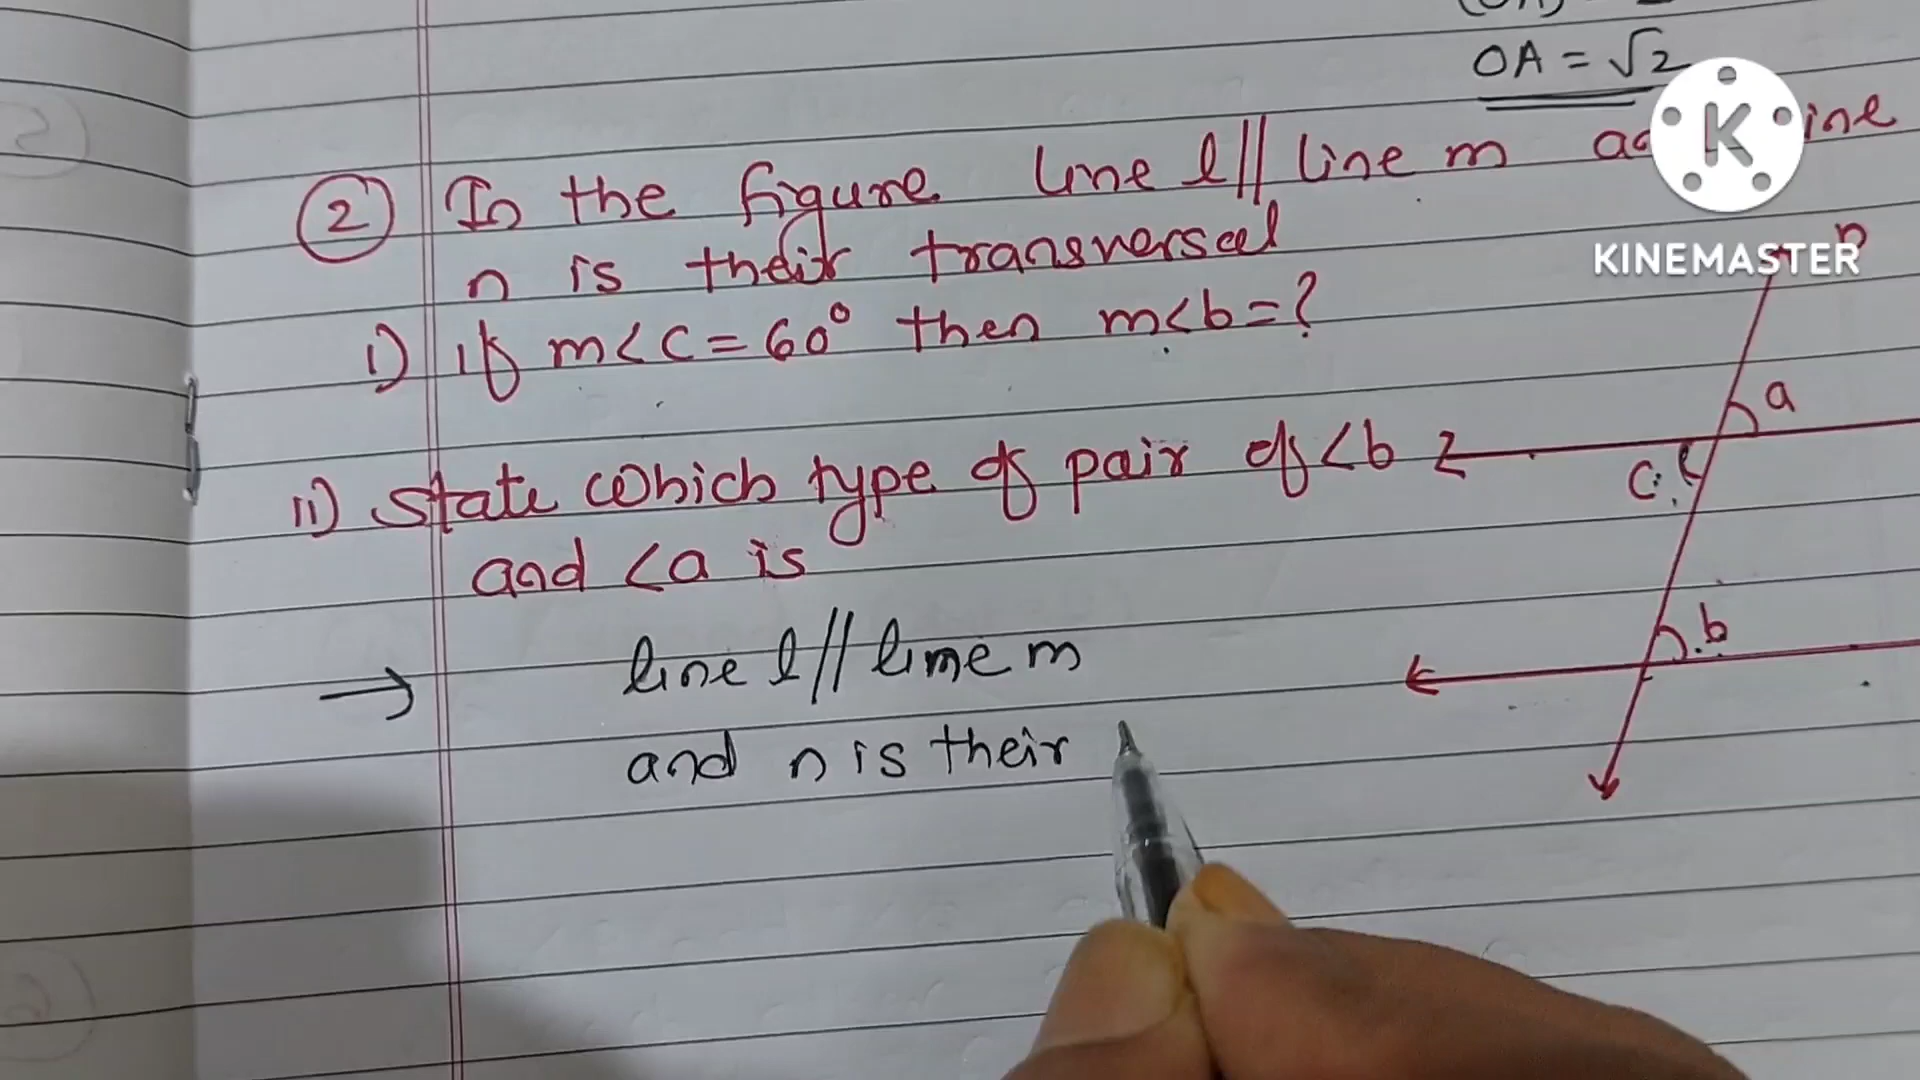 OA = √2
② In the figure line l // line m
n is their transversal
i) If m<c = 60° then m<b = ?
ii) State which type of pair of <b
and <a is
→ line l // line m
and n is their
KINEMASTER
n
a
c
b